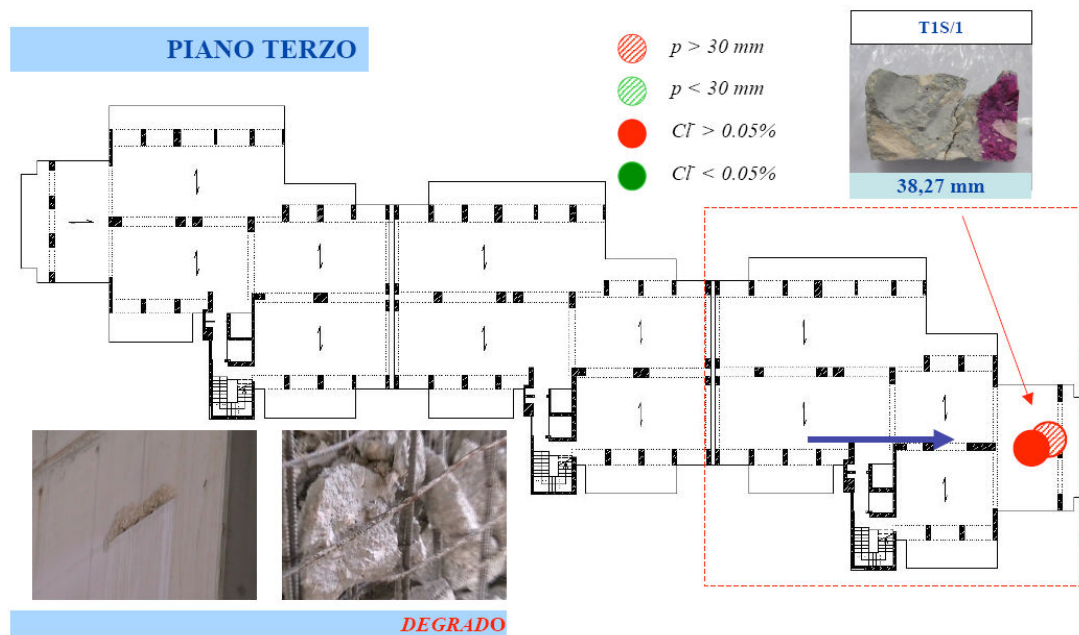 PIANO TERZO
p > 30 mm
p < 30 mm
Cl⁻ > 0.05%
Cl⁻ < 0.05%
T1S/1
38,27 mm
DEGRADO